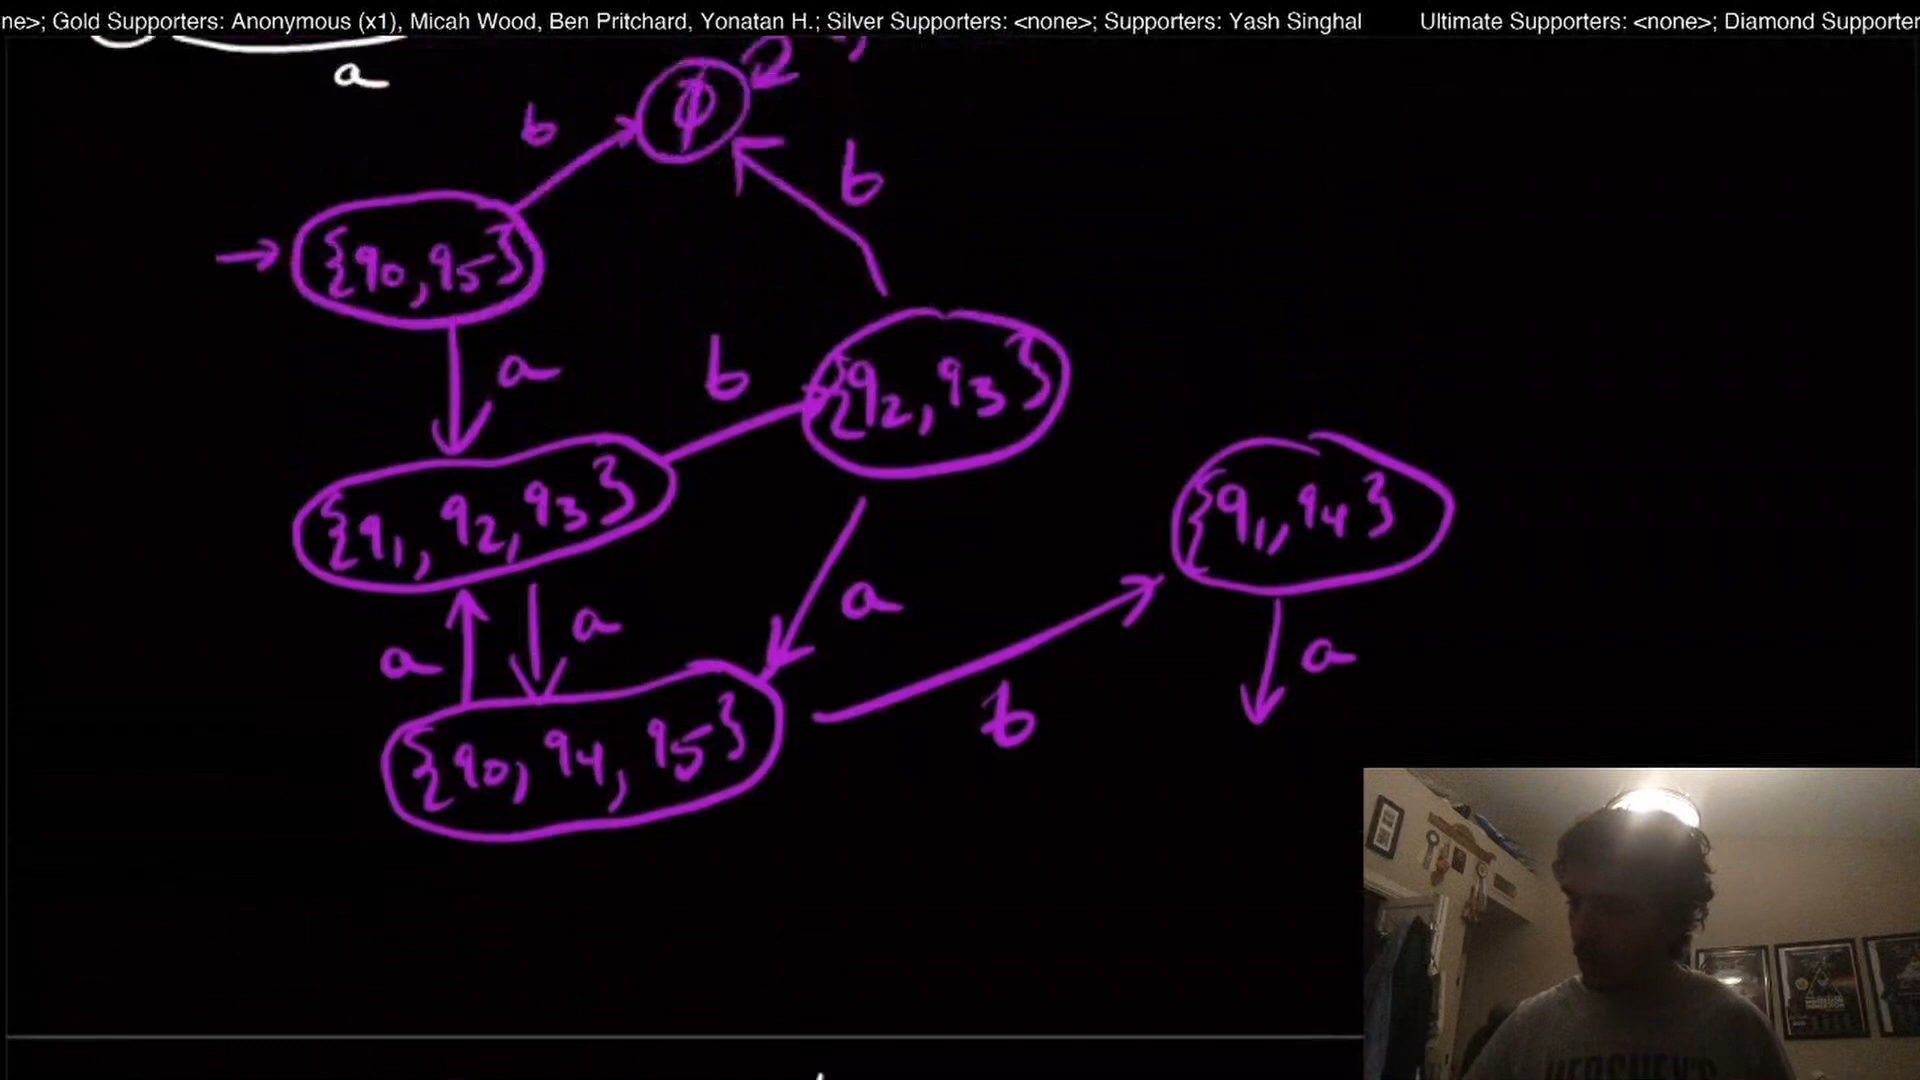 ne>; Gold Supporters: Anonymous (x1), Micah Wood, Ben Pritchard, Yonatan H.; Silver Supporters: <none>; Supporters: Yash Singhal Ultimate Supporters: <none>; Diamond Supporter
a
φ
b
b
{q0,q5}
a
b
{q2,q3}
{q1,q2,q3}
{q1,q4}
a
a
a
a
b
{q0,q4,q5}
HERSHEY'S